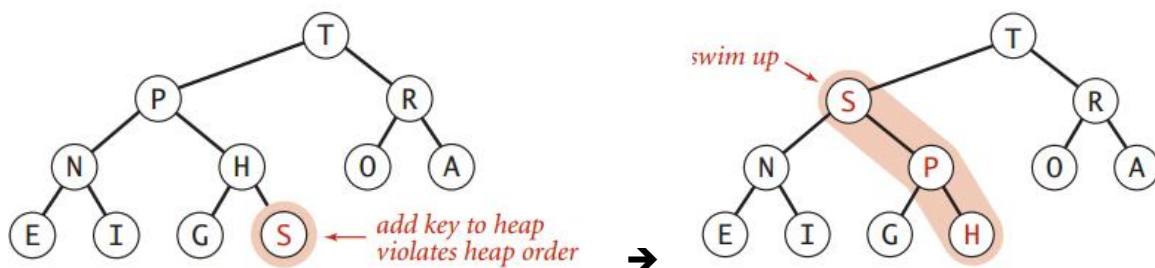 T
P R
N H O A
E I G S
add key to heap
violates heap order
➔
swim up
T
S R
N P O A
E I G H